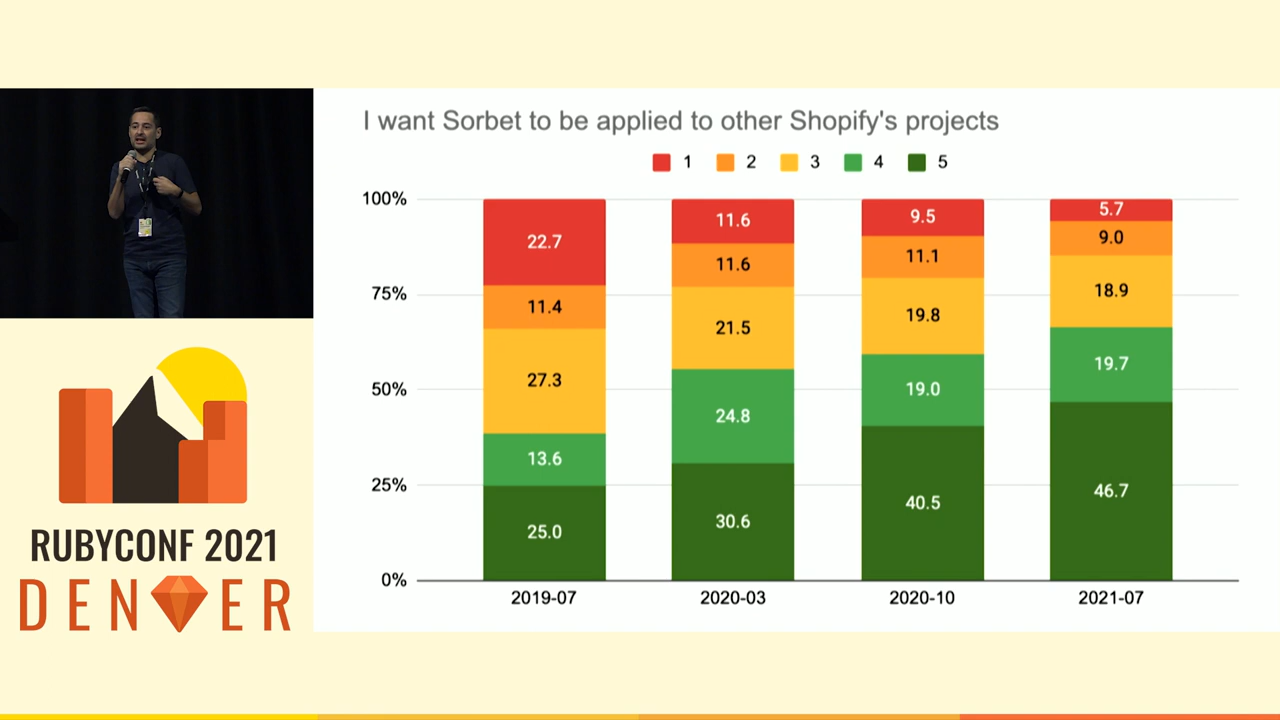 I want Sorbet to be applied to other Shopify's projects
1 2 3 4 5
100%
22.7 11.6 9.5 5.7
11.4 11.6 11.1 9.0
75%
27.3 21.5 19.8 18.9
50%
13.6 24.8 19.0 19.7
25%
25.0 30.6 40.5 46.7
0%
2019-07 2020-03 2020-10 2021-07
RUBYCONF 2021
DENVER